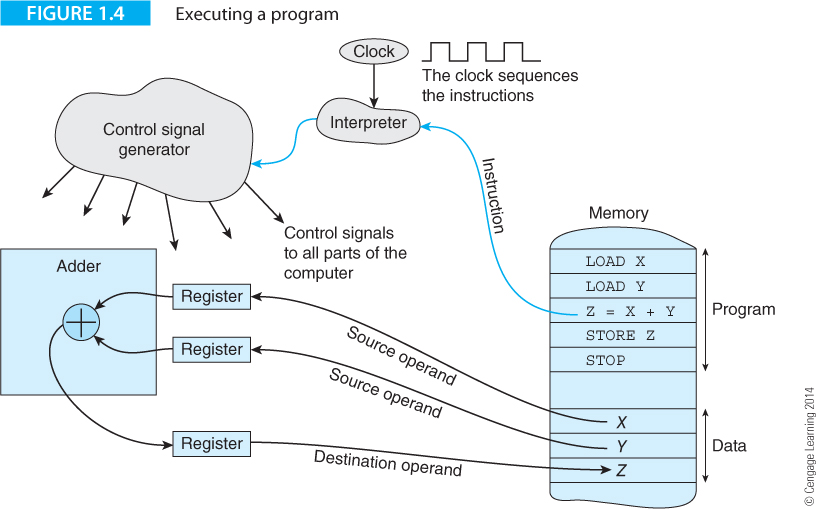 FIGURE 1.4 Executing a program
Clock
The clock sequences
the instructions
Control signal
generator
Interpreter
Instruction
Control signals
to all parts of the
computer
Memory
Adder
Register
Register
Register
Source operand
Source operand
Destination operand
LOAD X
LOAD Y
Z = X + Y
STORE Z
STOP
Program
X
Y
Z
Data
© Cengage Learning 2014